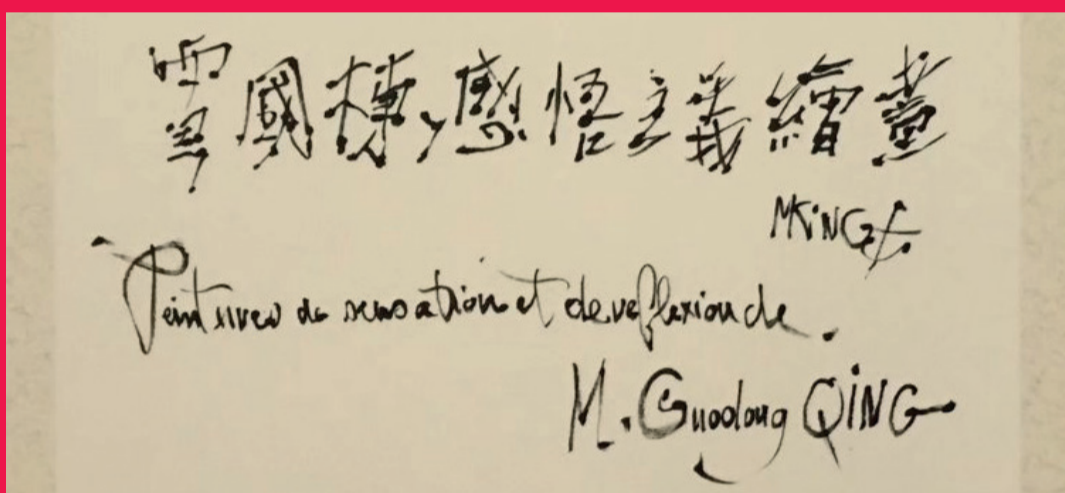 覃國棟、感悟主義繪畫
MKiNG
Peintures de sensation et de reflexion de.
M. Guodong QiNG